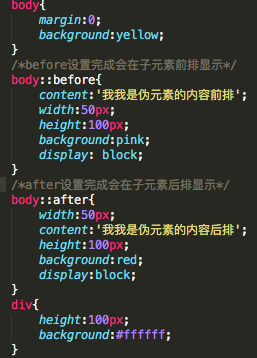 body{
margin:0;
background:yellow;
}
/*before设置完成会在子元素前排显示*/
body::before{
content:'我我是伪元素的内容前排';
width:50px;
height:100px;
background:pink;
display: block;
}
/*after设置完成会在子元素后排显示*/
body::after{
width:50px;
content:'我我是伪元素的内容后排';
height:100px;
background:red;
display:block;
}
div{
height:100px;
background:#ffffff;
}